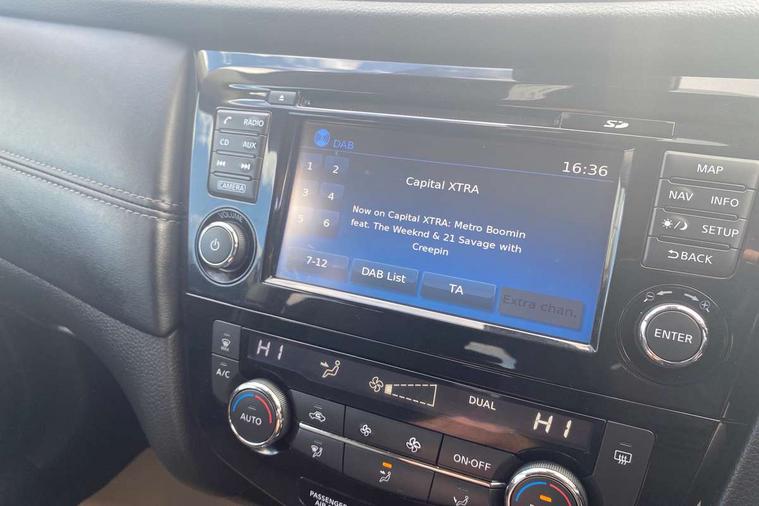 RADIO
CD AUX
CAMERA
VOLUME
DAB
16:36
1 2
3 4
5 6
7-12
Capital XTRA
Now on Capital XTRA: Metro Boomin
feat. The Weeknd & 21 Savage with
Creepin
DAB List
TA
Extra chan.
SD
MAP
NAV INFO
SETUP
BACK
ENTER
MAX
A/C
HI
DUAL
HI
AUTO
ON·OFF
PASSENGER
AIR